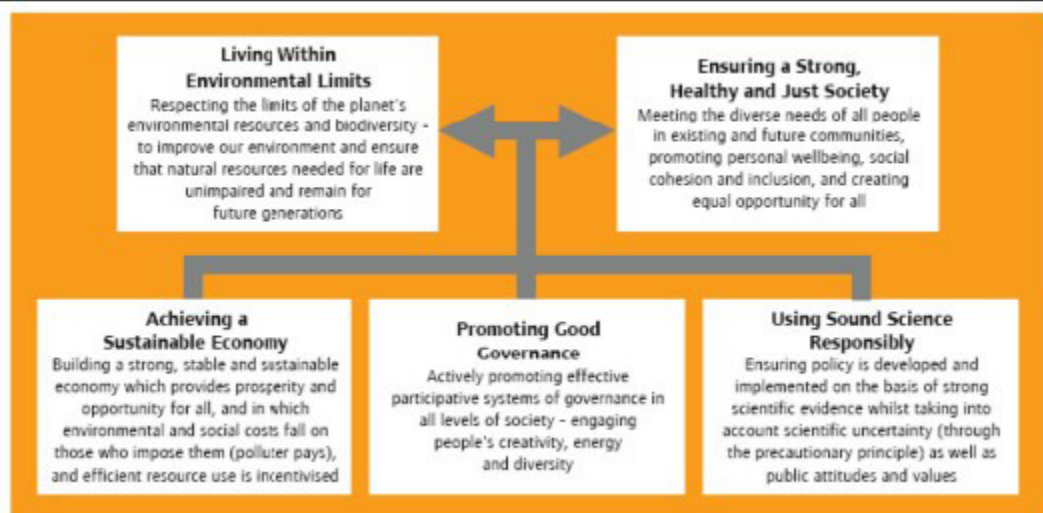 Living Within
Environmental Limits
Respecting the limits of the planet's
environmental resources and biodiversity -
to improve our environment and ensure
that natural resources needed for life are
unimpaired and remain for
future generations
Ensuring a Strong,
Healthy and Just Society
Meeting the diverse needs of all people
in existing and future communities,
promoting personal wellbeing, social
cohesion and inclusion, and creating
equal opportunity for all
Achieving a
Sustainable Economy
Building a strong, stable and sustainable
economy which provides prosperity and
opportunity for all, and in which
environmental and social costs fall on
those who impose them (polluter pays),
and efficient resource use is incentivised
Promoting Good
Governance
Actively promoting effective
participative systems of governance in
all levels of society - engaging
people's creativity, energy
and diversity
Using Sound Science
Responsibly
Ensuring policy is developed and
implemented on the basis of strong
scientific evidence whilst taking into
account scientific uncertainty (through
the precautionary principle) as well as
public attitudes and values